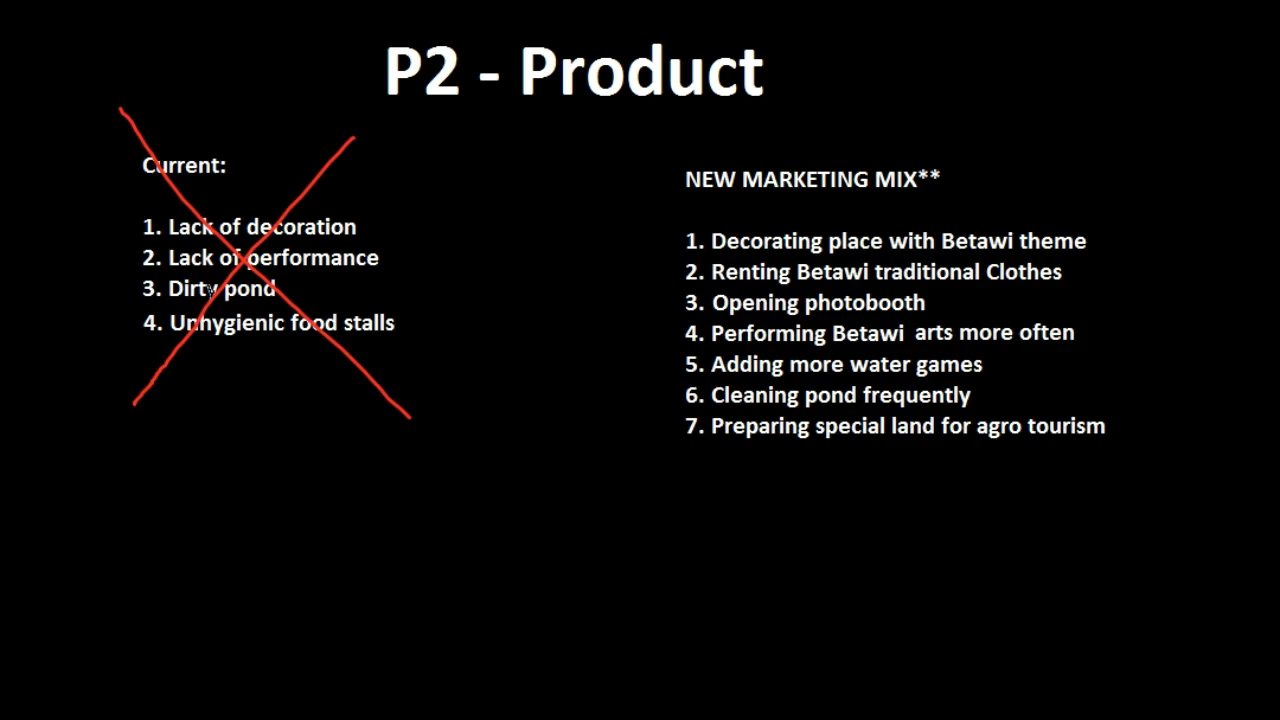 P2 - Product
Current:
1. Lack of decoration
2. Lack of performance
3. Dirty pond
4. Unhygienic food stalls
NEW MARKETING MIX**
1. Decorating place with Betawi theme
2. Renting Betawi traditional Clothes
3. Opening photobooth
4. Performing Betawi arts more often
5. Adding more water games
6. Cleaning pond frequently
7. Preparing special land for agro tourism